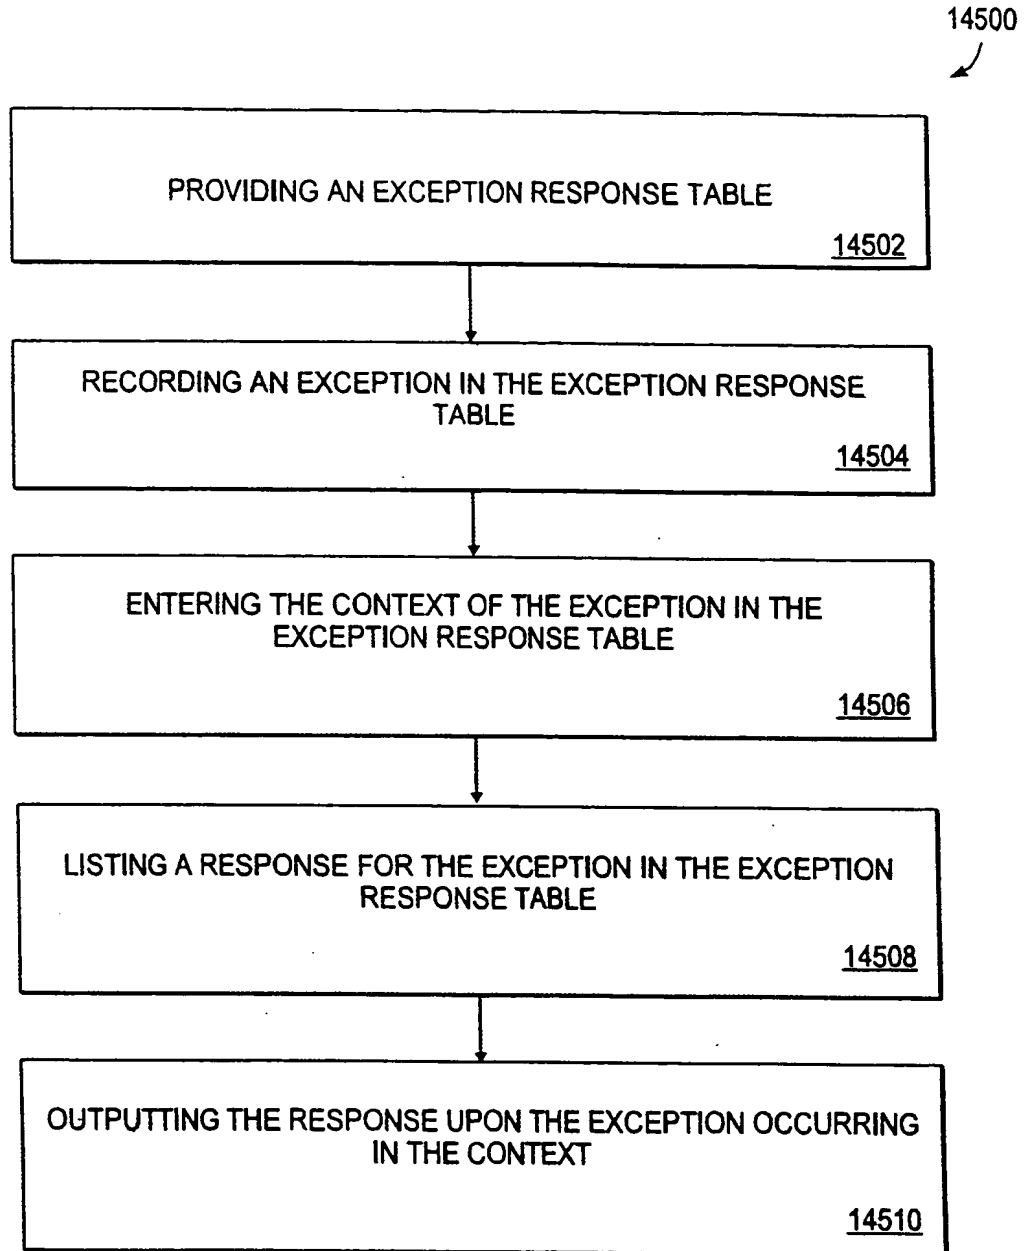 14500
PROVIDING AN EXCEPTION RESPONSE TABLE
14502
RECORDING AN EXCEPTION IN THE EXCEPTION RESPONSE
TABLE
14504
ENTERING THE CONTEXT OF THE EXCEPTION IN THE
EXCEPTION RESPONSE TABLE
14506
LISTING A RESPONSE FOR THE EXCEPTION IN THE EXCEPTION
RESPONSE TABLE
14508
OUTPUTTING THE RESPONSE UPON THE EXCEPTION OCCURRING
IN THE CONTEXT
14510